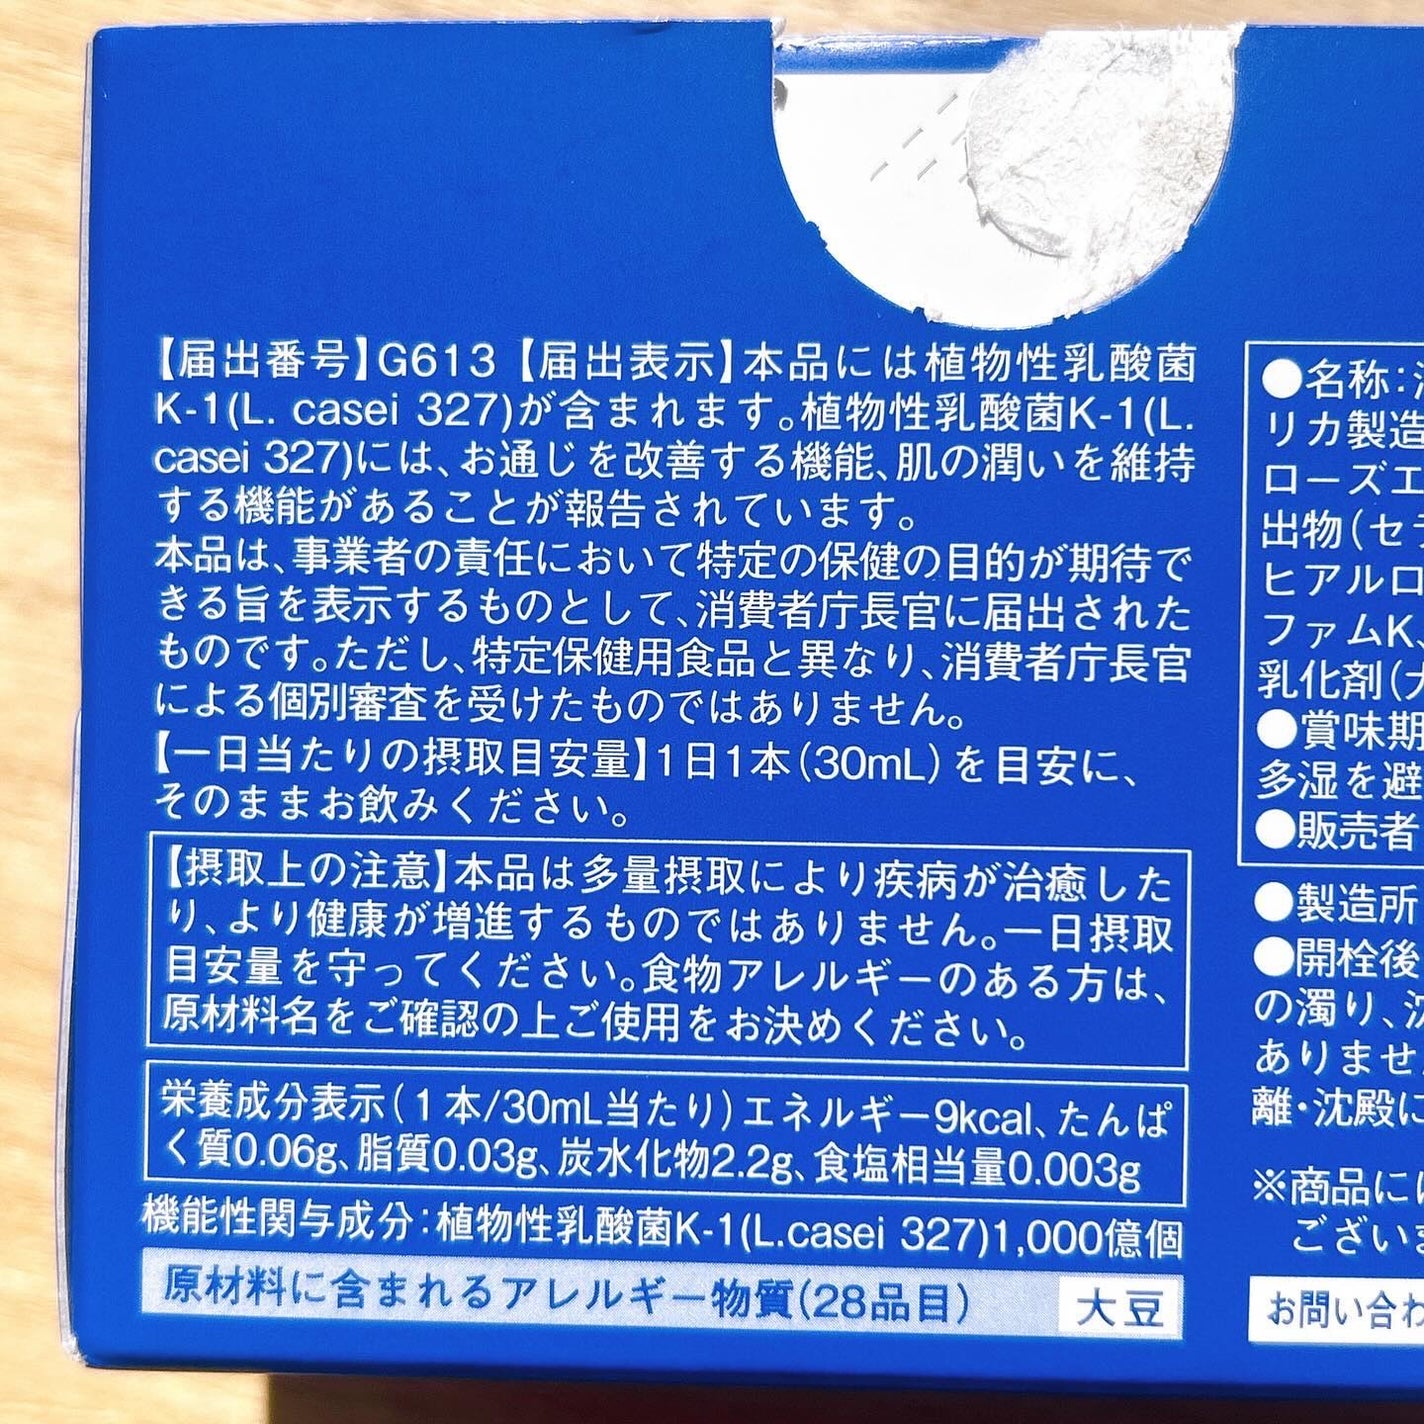 【届出番号】G613 【届出表示】本品には植物性乳酸菌
K-1(L. casei 327)が含まれます。植物性乳酸菌K-1(L.
casei 327)には、お通じを改善する機能、肌の潤いを維持
する機能があることが報告されています。
本品は、事業者の責任において特定の保健の目的が期待で
きる旨を表示するものとして、消費者庁長官に届出された
ものです。ただし、特定保健用食品と異なり、消費者庁長官
による個別審査を受けたものではありません。
【一日当たりの摂取目安量】1日1本(30mL)を目安に、
そのままお飲みください。
【摂取上の注意】本品は多量摂取により疾病が治癒した
り、より健康が増進するものではありません。一日摂取
目安量を守ってください。食物アレルギーのある方は、
原材料名をご確認の上ご使用をお決めください。
栄養成分表示(1本/30mL当たり)エネルギー9kcal、たんぱ
く質0.06g、脂質0.03g、炭水化物2.2g、食塩相当量0.003g
機能性関与成分:植物性乳酸菌K-1(L.casei 327)1,000億個
原材料に含まれるアレルギー物質(28品目) 大豆
●名称:
リカ製造
ローズエ
出物(セラ
ヒアルロ
ファムK、
乳化剤(大
●賞味期
多湿を避
●販売者
●製造所
●開栓後
の濁り、沈
ありませ
離・沈殿に
※商品には
ございま
お問い合わ